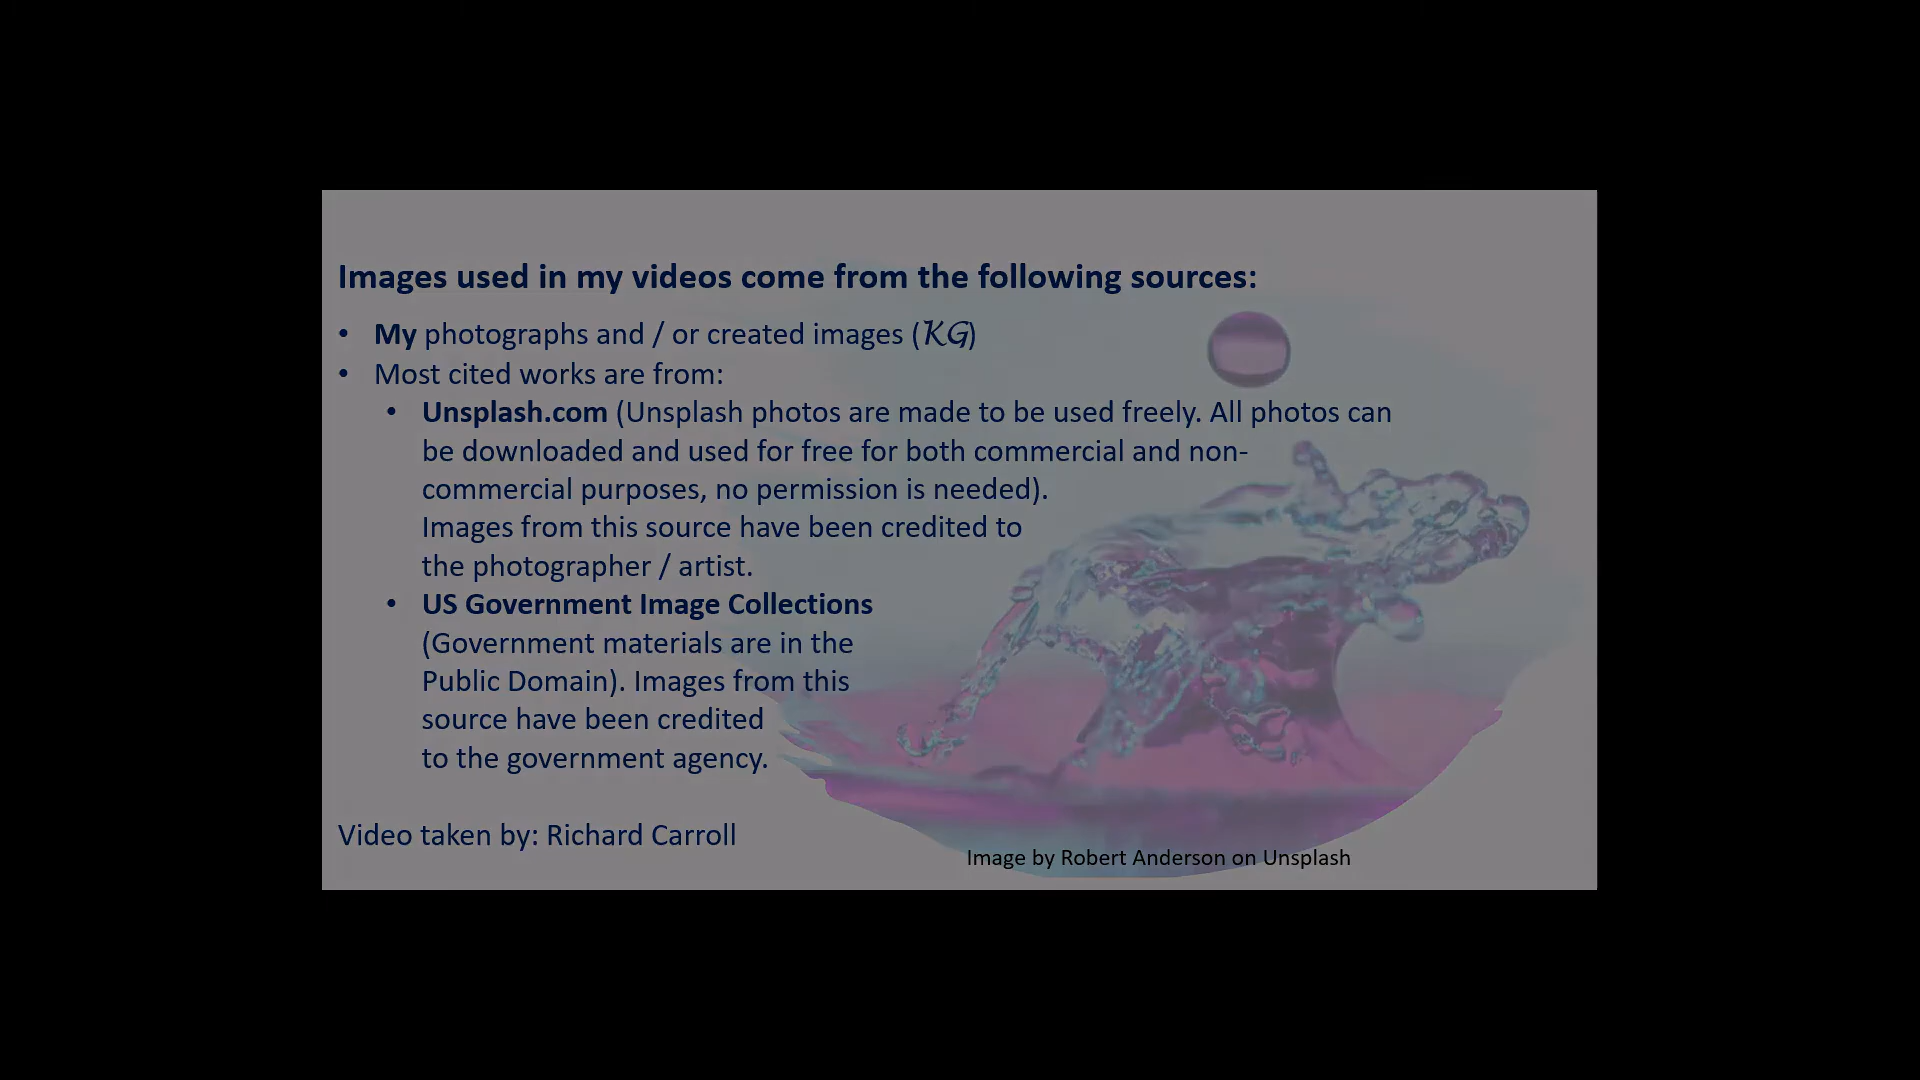 Images used in my videos come from the following sources:
• My photographs and / or created images (KG)
• Most cited works are from:
• Unsplash.com (Unsplash photos are made to be used freely. All photos can
be downloaded and used for free for both commercial and non-
commercial purposes, no permission is needed).
Images from this source have been credited to
the photographer / artist.
• US Government Image Collections
(Government materials are in the
Public Domain). Images from this
source have been credited
to the government agency.
Video taken by: Richard Carroll
Image by Robert Anderson on Unsplash